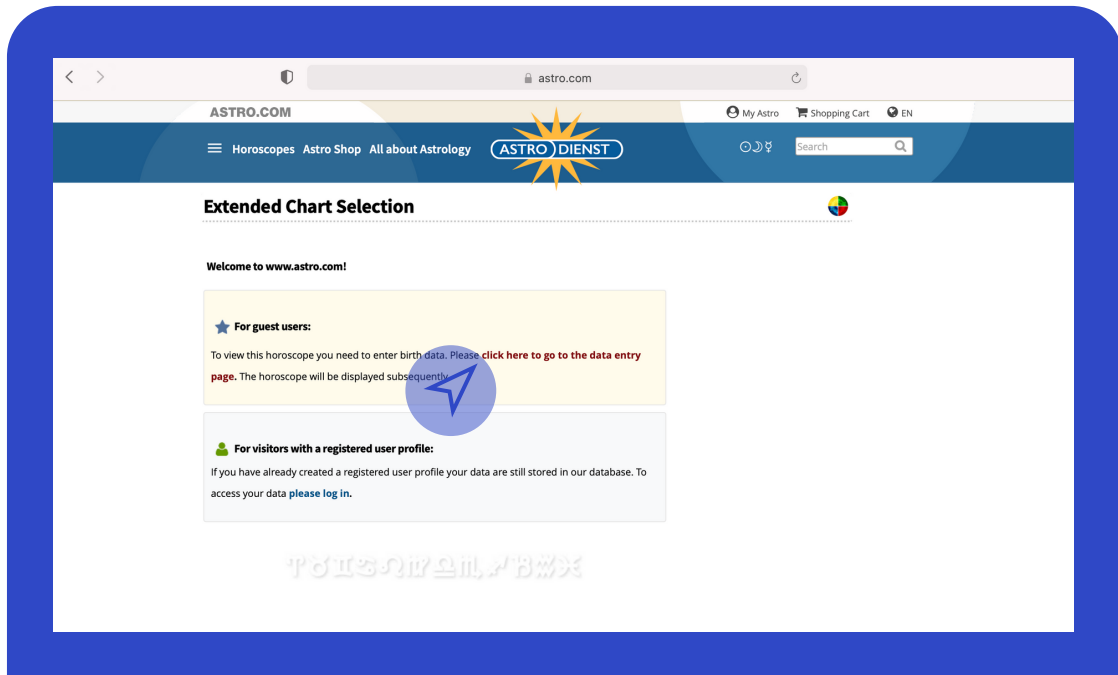 astro.com
ASTRO.COM
My Astro Shopping Cart EN
Horoscopes Astro Shop All about Astrology ASTRO DIENST ☉☽☿ Search
Extended Chart Selection
Welcome to www.astro.com!
For guest users:
To view this horoscope you need to enter birth data. Please click here to go to the data entry
page. The horoscope will be displayed subsequently
For visitors with a registered user profile:
If you have already created a registered user profile your data are still stored in our database. To
access your data please log in.
♈♉♊♋♌♍♎♏♐♑♒♓